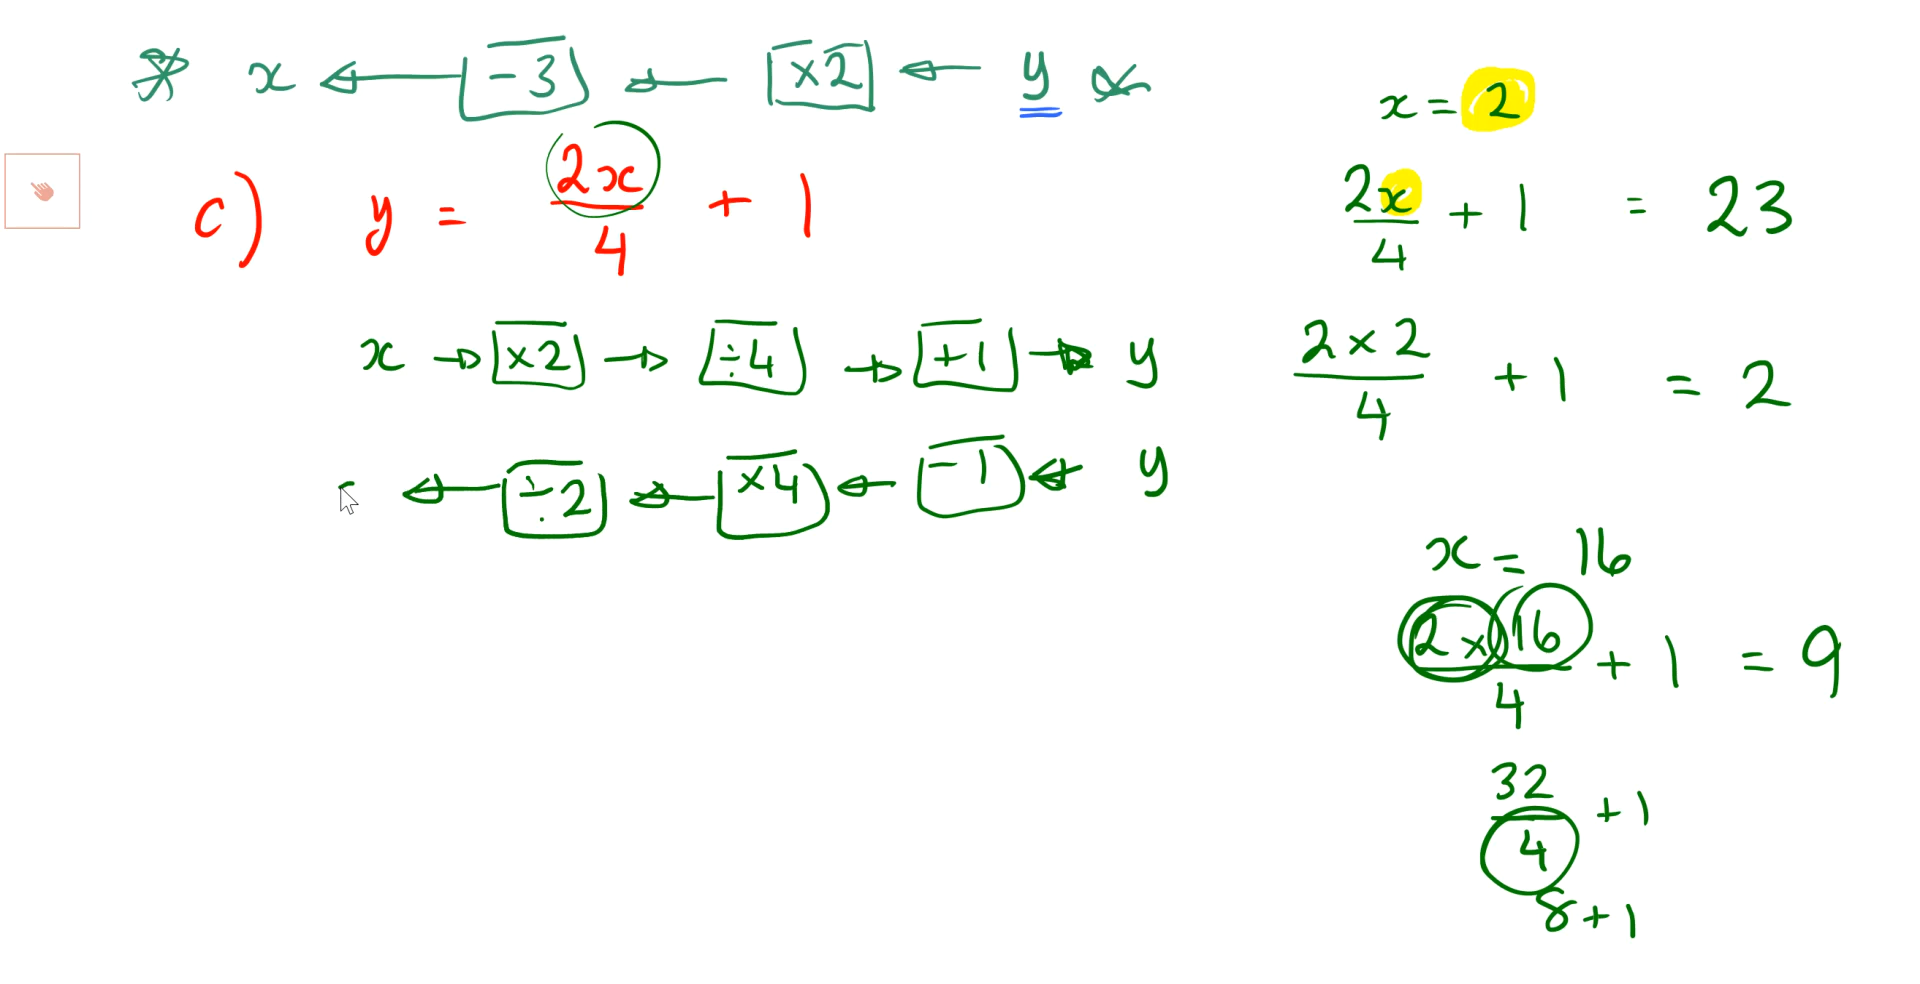 x ← -3 ← ×2 ← y
c) y = 2x/4 + 1
x → ×2 → ÷4 → +1 → y
← ÷2 ← ×4 ← -1 ← y
x = 2
2x/4 + 1 = 23
2 × 2/4 + 1 = 2
x = 16
2 × 16/4 + 1 = 9
32/4 + 1
8 + 1